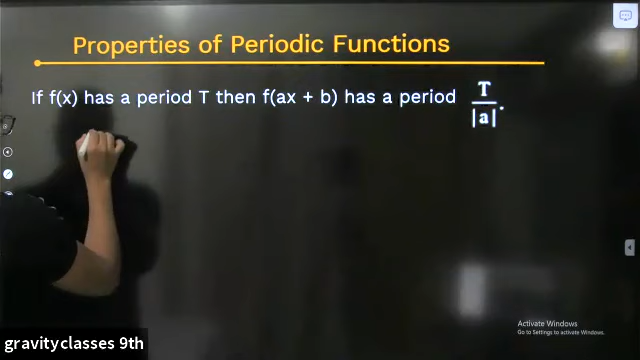 Properties of Periodic Functions
If f(x) has a period T then f(ax + b) has a period T/|a|.
Activate Windows
Go to Settings to activate Windows.
gravityclasses 9th